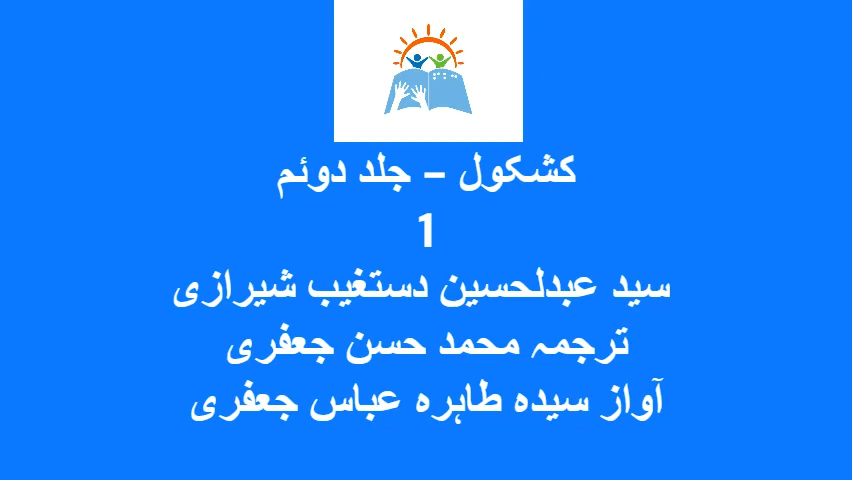 کشکول – جلد دوئم
1
سید عبدلحسین دستغیب شیرازی
ترجمہ محمد حسن جعفری
آواز سیدہ طاہرہ عباس جعفری